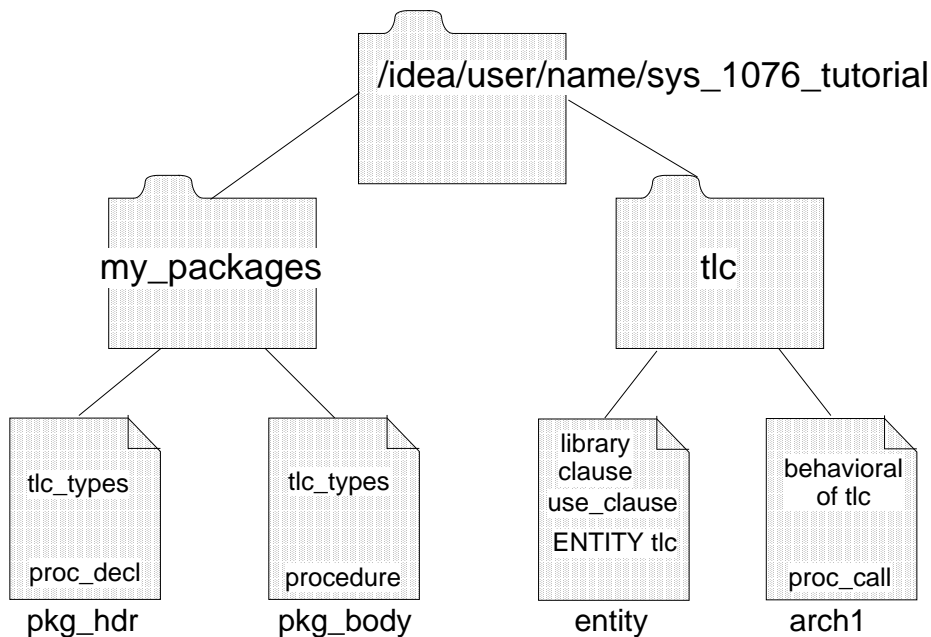 /idea/user/name/sys_1076_tutorial
my_packages
tlc
tlc_types
proc_decl
pkg_hdr
tlc_types
procedure
pkg_body
library
clause
use_clause
ENTITY tlc
entity
behavioral
of tlc
proc_call
arch1